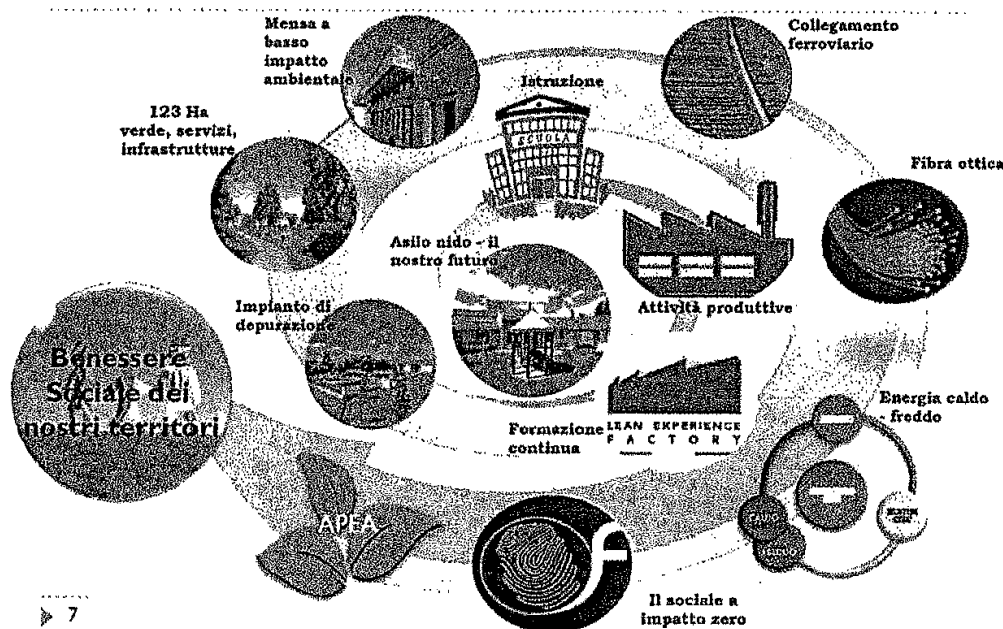 Mensa a
basso
impatto
ambientale
Collegamento
ferroviario
Istruzione
SCUOLA
123 Ha
verde, servizi,
infrastrutture
Fibra ottica
Asilo nido - il
nostro futuro
Attività produttive
Impianto di
depurazione
Benessere
Sociale dei
nostri territori
Energia caldo
- freddo
Formazione
continua
LEAN EXPERIENCE
FACTORY
APEA
Il sociale a
impatto zero
7